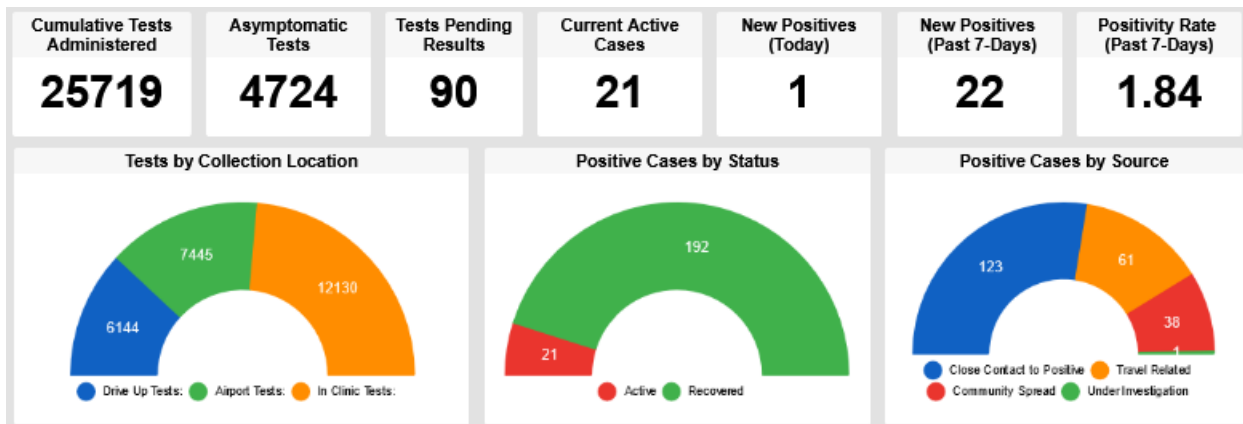 Cumulative Tests
Administered
25719
Asymptomatic
Tests
4724
Tests Pending
Results
90
Current Active
Cases
21
New Positives
(Today)
1
New Positives
(Past 7-Days)
22
Positivity Rate
(Past 7-Days)
1.84
Tests by Collection Location
7445
12130
6144
Drive Up Tests: Airport Tests: In Clinic Tests:
Positive Cases by Status
192
21
Active Recovered
Positive Cases by Source
123
61
38
1
Close Contact to Positive Travel Related
Community Spread Under Investigation